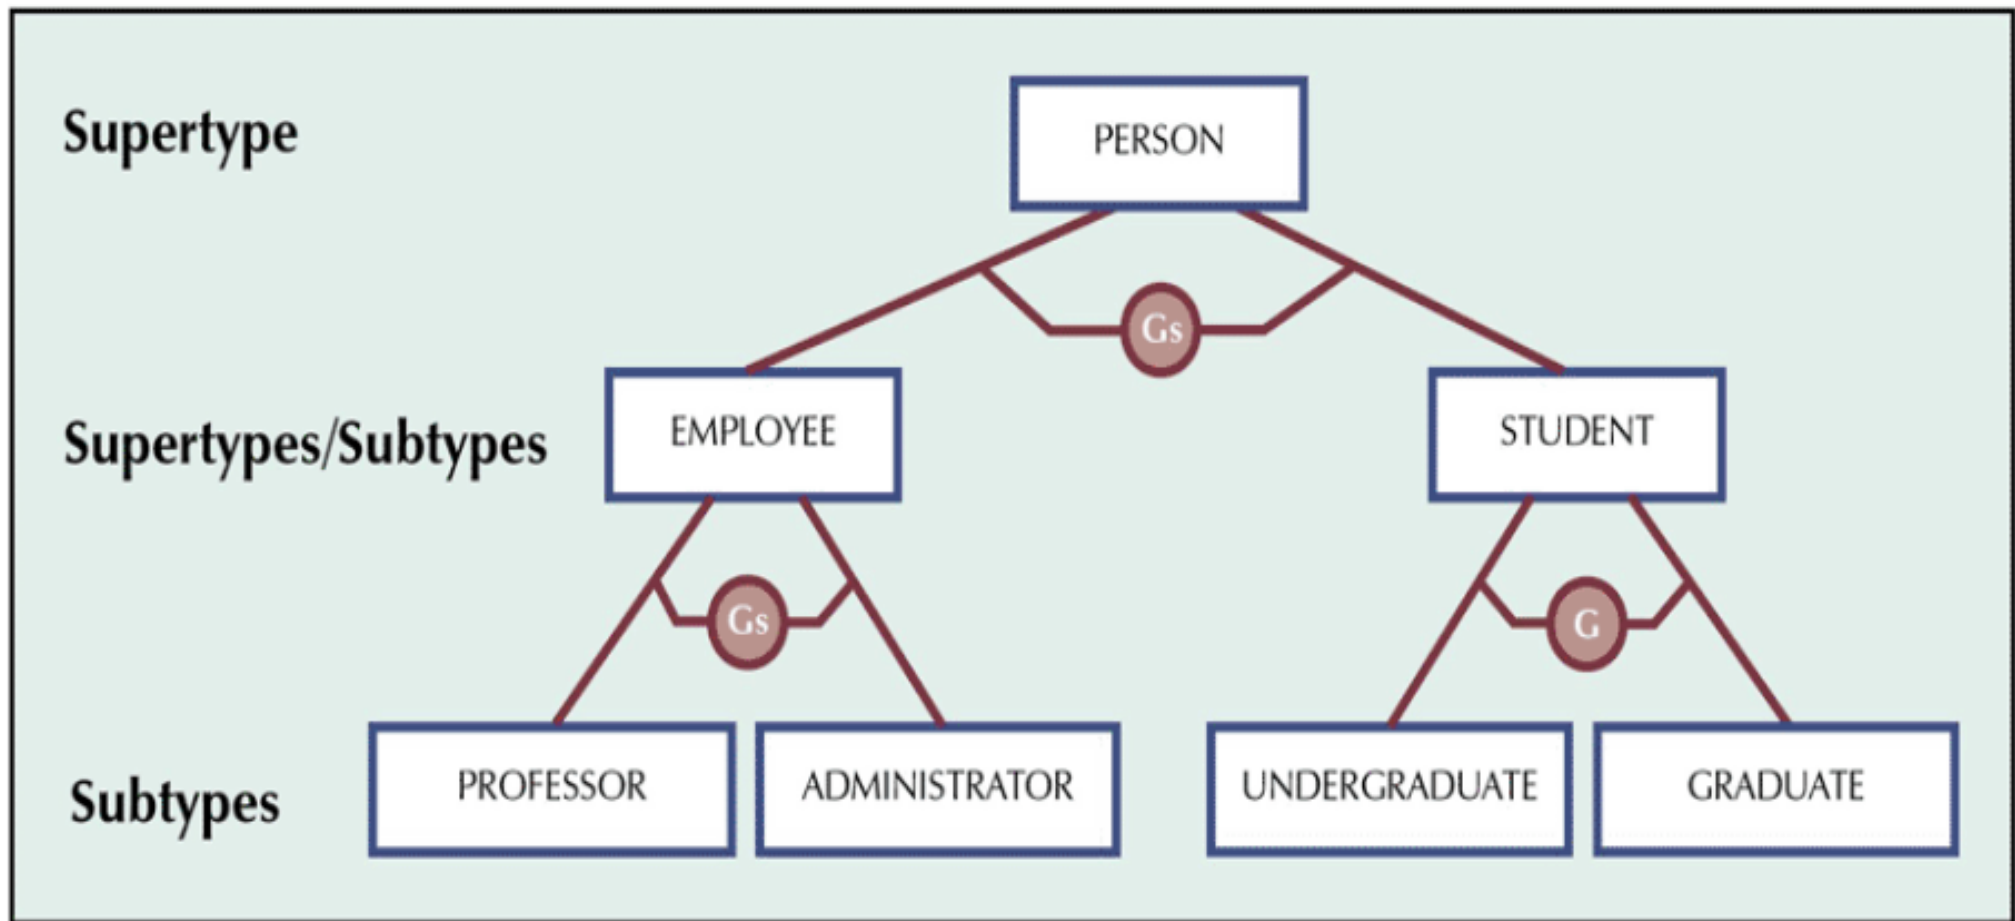 Supertype
PERSON
Gs
Supertypes/Subtypes
EMPLOYEE
STUDENT
Gs
G
Subtypes
PROFESSOR
ADMINISTRATOR
UNDERGRADUATE
GRADUATE